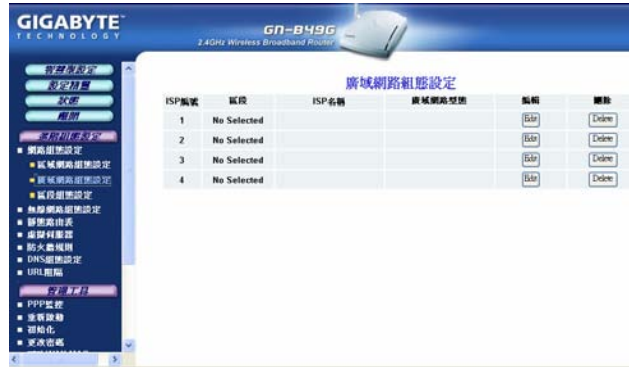 GIGABYTE™
TECHNOLOGY
GN-B49G
2.4GHz Wireless Broadband Router
智慧型設定
設定精靈
狀態
離開
進階組態設定
網路組態設定
區域網路組態設定
廣域網路組態設定
區段組態設定
無線網路組態設定
靜態路由表
虛擬伺服器
防火牆規則
DNS組態設定
URL阻隔
管理工具
PPP監控
重新啟動
初始化
更改密碼
廣域網路組態設定
ISP編號 區段 ISP名稱 廣域網路型態 編輯 刪除
1 No Selected Edit Delete
2 No Selected Edit Delete
3 No Selected Edit Delete
4 No Selected Edit Delete